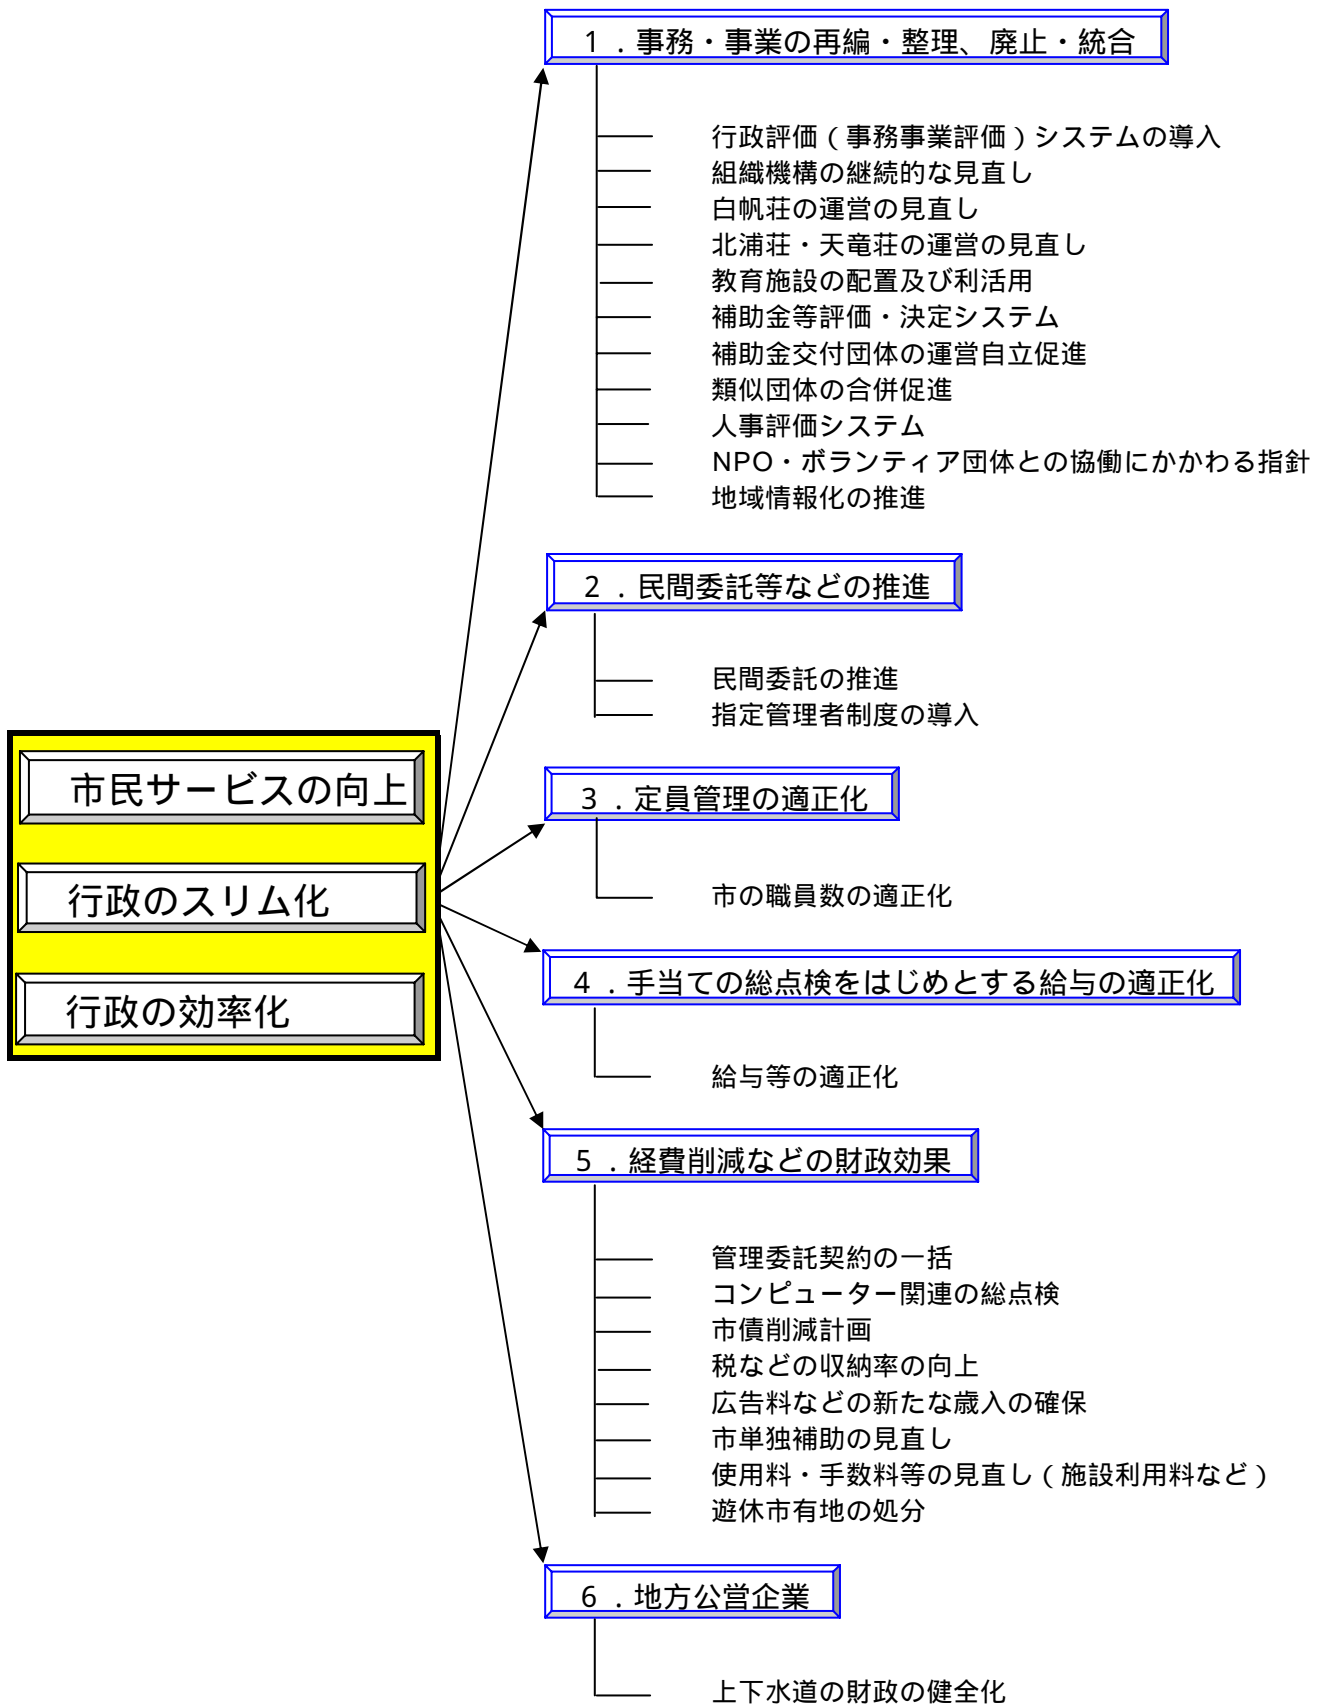 １．事務・事業の再編・整理、廃止・統合
行政評価（事務事業評価）システムの導入
組織機構の継続的な見直し
白帆荘の運営の見直し
北浦荘・天竜荘の運営の見直し
教育施設の配置及び利活用
補助金等評価・決定システム
補助金交付団体の運営自立促進
類似団体の合併促進
人事評価システム
NPO・ボランティア団体との協働にかかわる指針
地域情報化の推進
２．民間委託等などの推進
民間委託の推進
指定管理者制度の導入
市民サービスの向上
行政のスリム化
行政の効率化
３．定員管理の適正化
市の職員数の適正化
４．手当ての総点検をはじめとする給与の適正化
給与等の適正化
５．経費削減などの財政効果
管理委託契約の一括
コンピューター関連の総点検
市債削減計画
税などの収納率の向上
広告料などの新たな歳入の確保
市単独補助の見直し
使用料・手数料等の見直し（施設利用料など）
遊休市有地の処分
６．地方公営企業
上下水道の財政の健全化